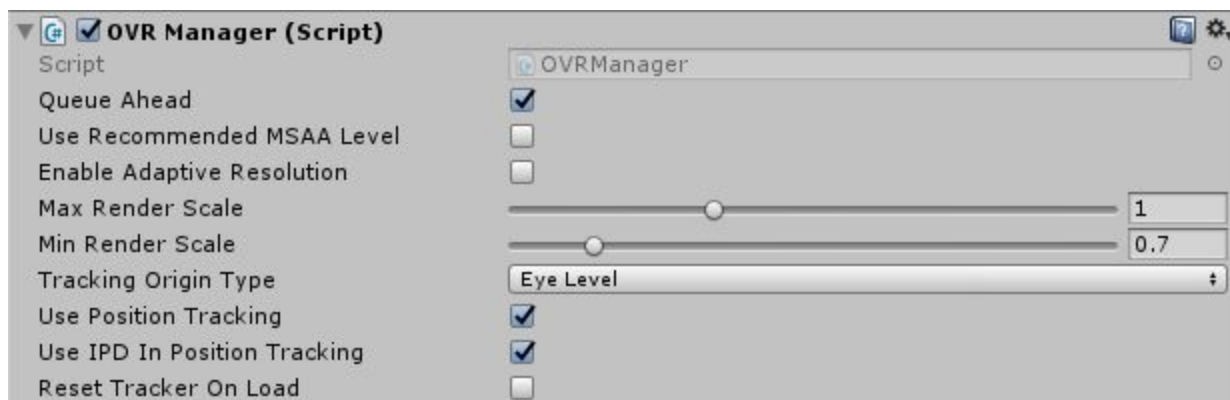 OVR Manager (Script)
Script OVRManager
Queue Ahead
Use Recommended MSAA Level
Enable Adaptive Resolution
Max Render Scale 1
Min Render Scale 0.7
Tracking Origin Type Eye Level
Use Position Tracking
Use IPD In Position Tracking
Reset Tracker On Load